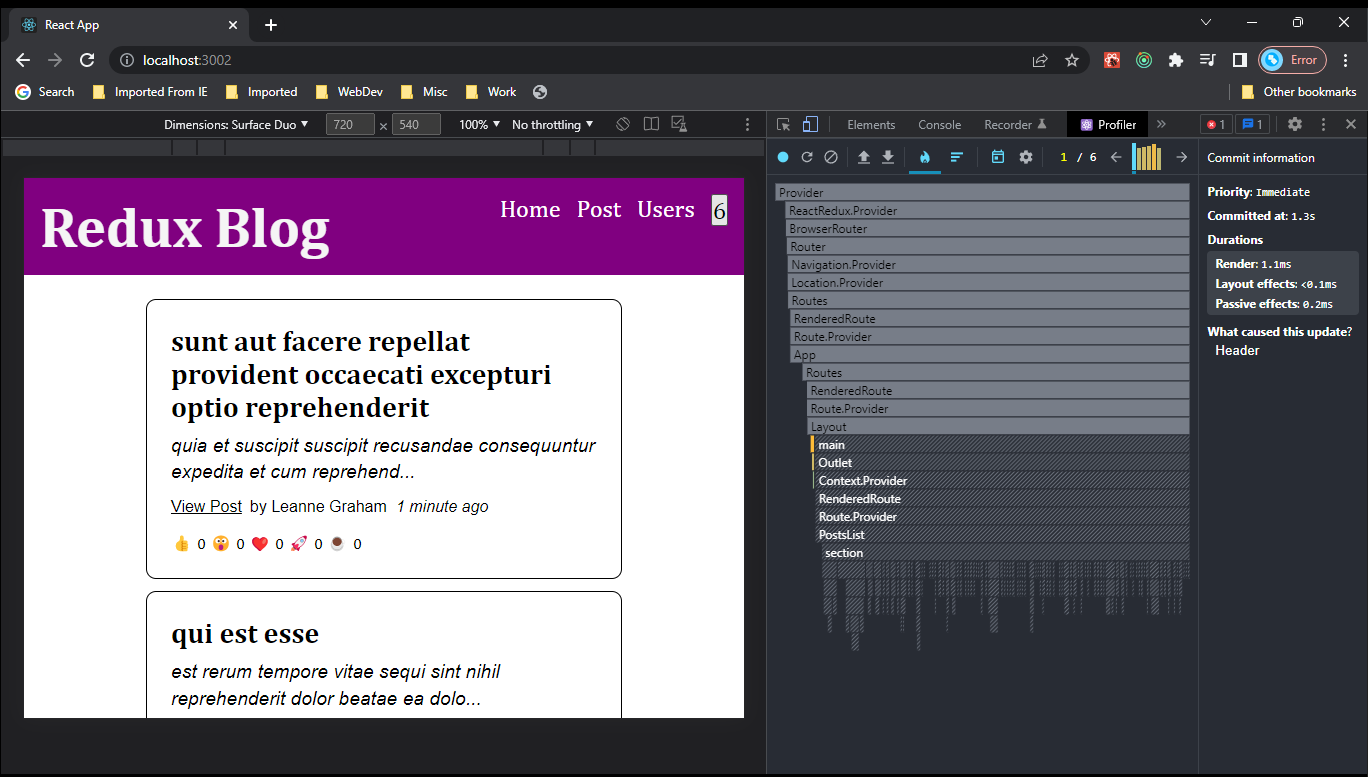 React App
localhost:3002
Error
Search Imported From IE Imported WebDev Misc Work Other bookmarks
Dimensions: Surface Duo 720 x 540 100% No throttling
Elements Console Recorder Profiler 1 1
1 / 6
Redux Blog
Home Post Users 6
sunt aut facere repellat
provident occaecati excepturi
optio reprehenderit
quia et suscipit suscipit recusandae consequuntur
expedita et cum reprehend...
View Post by Leanne Graham 1 minute ago
0 0 0 0 0
qui est esse
est rerum tempore vitae sequi sint nihil
reprehenderit dolor beatae ea dolo...
Provider
ReactRedux.Provider
BrowserRouter
Router
Navigation.Provider
Location.Provider
Routes
RenderedRoute
Route.Provider
App
Routes
RenderedRoute
Route.Provider
Layout
main
Outlet
Context.Provider
RenderedRoute
Route.Provider
PostsList
section
Commit information
Priority: Immediate
Committed at: 1.3s
Durations
Render: 1.1ms
Layout effects: <0.1ms
Passive effects: 0.2ms
What caused this update?
Header